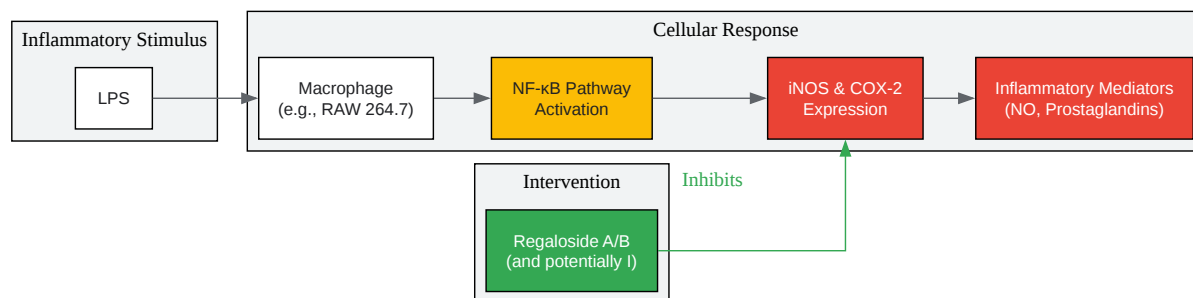 Inflammatory Stimulus
LPS
Cellular Response
Macrophage
(e.g., RAW 264.7)
NF-κB Pathway
Activation
iNOS & COX-2
Expression
Inflammatory Mediators
(NO, Prostaglandins)
Intervention
Regaloside A/B
(and potentially I)
Inhibits